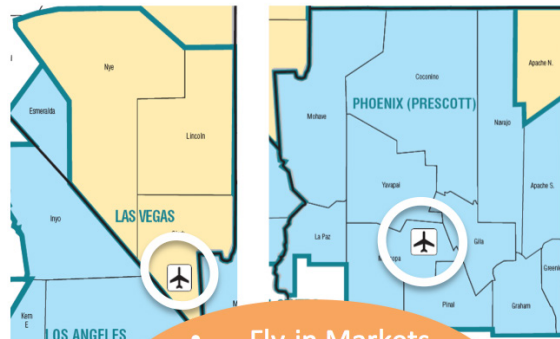 Nye
Esmeralda
Lincoln
Inyo
LAS VEGAS
Kern
E
LOS ANGELES
Coconino
Apache N.
PHOENIX (PRESCOTT)
Mohave
Navajo
Yavapai
Apache S.
La Paz
Gila
Pinal
Graham
• Fly-in Markets